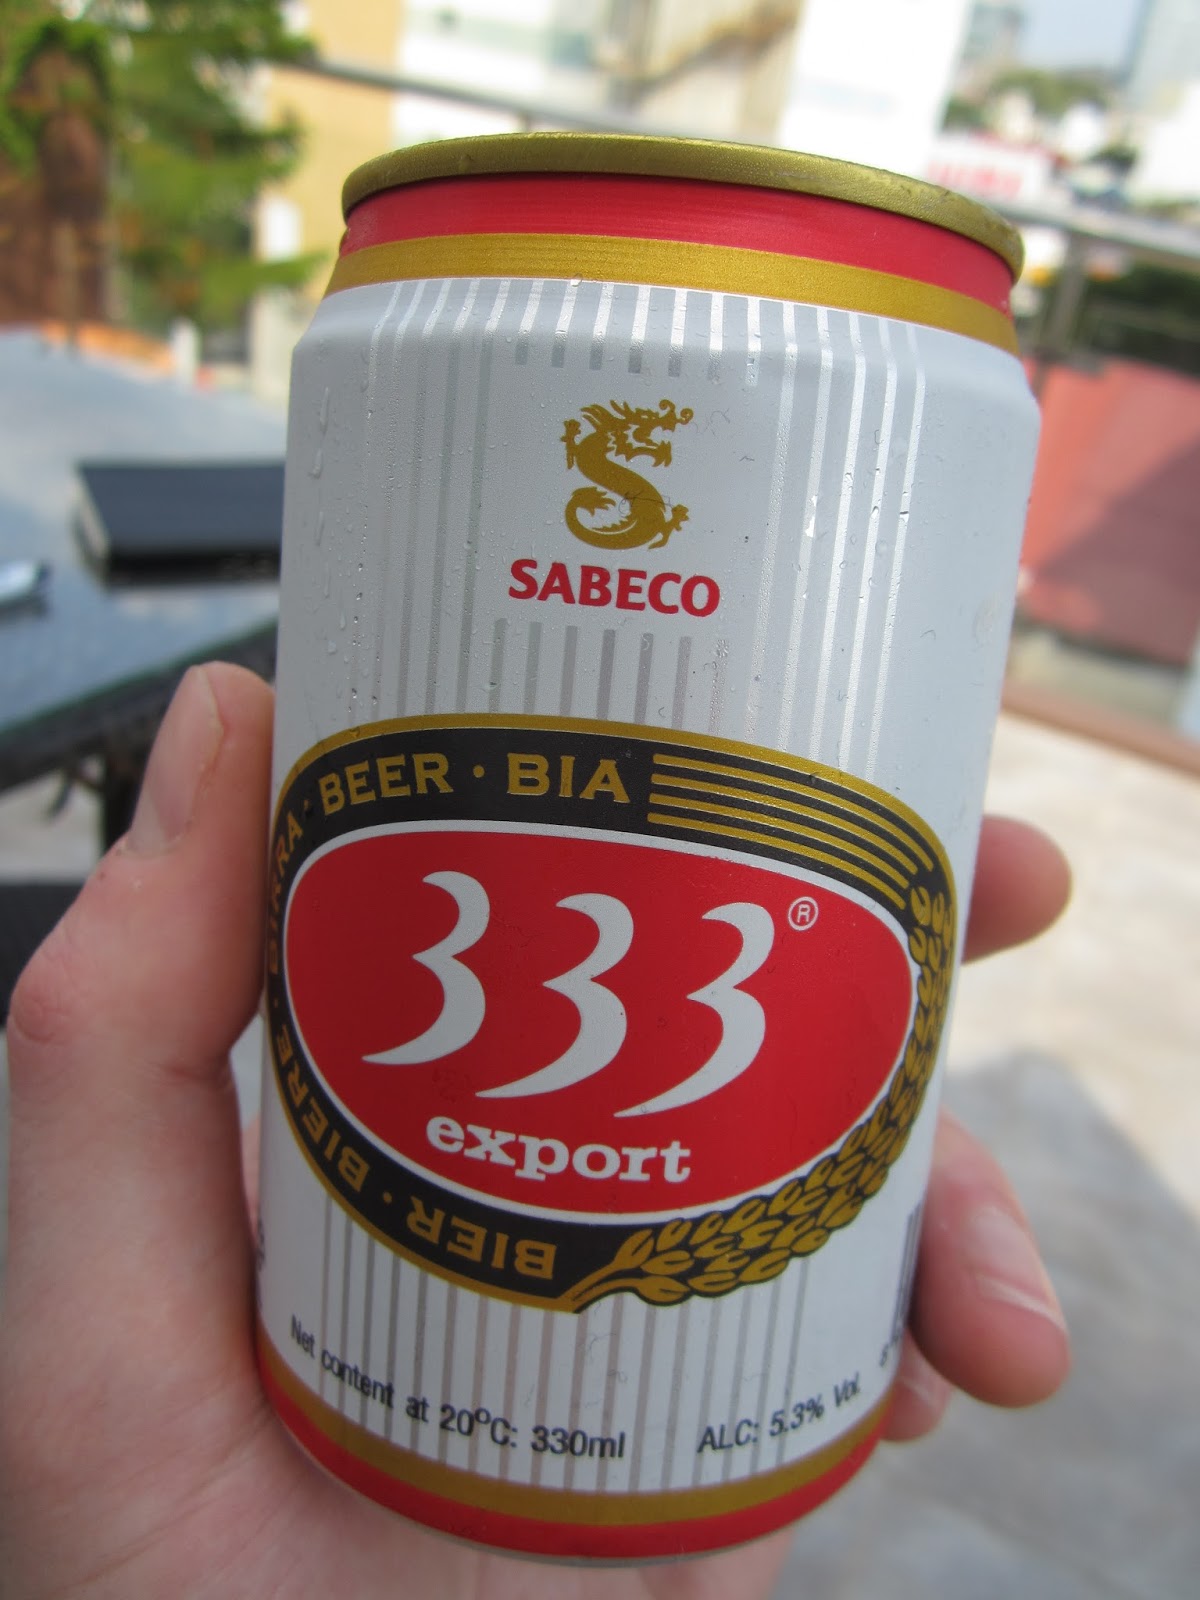 SABECO
BIER · BIERE · BIRRA · BEER · BIA
333 ®
export
Net content at 20°C: 330ml
ALC: 5.3% Vol.